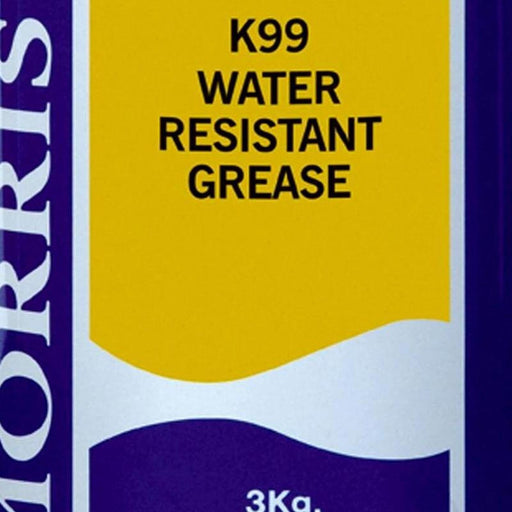 MORRIS
K99
WATER
RESISTANT
GREASE
3Kg.